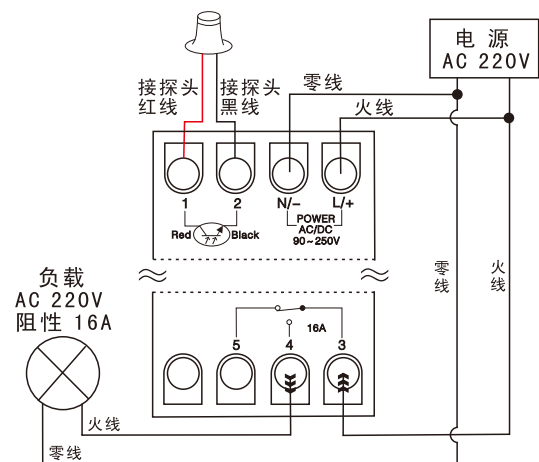 电 源
AC 220V
接探头
红线
接探头
黑线
零线
火线
1
2
N/-
L/+
Red
Black
POWER
AC/DC
90~250V
零线
火线
负载
AC 220V
阻性 16A
16A
5
4
3
火线
零线